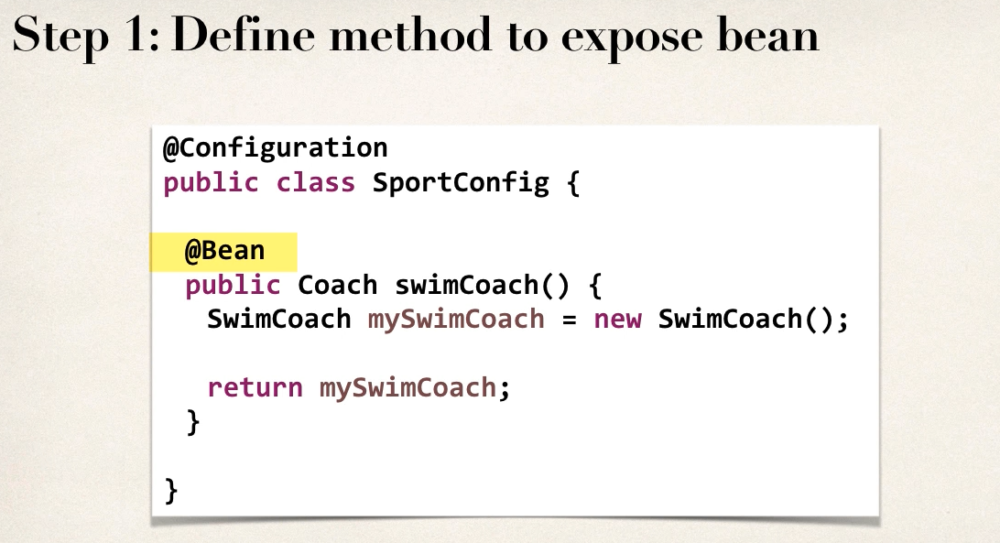 Step 1: Define method to expose bean
@Configuration
public class SportConfig {
@Bean
public Coach swimCoach() {
SwimCoach mySwimCoach = new SwimCoach();
return mySwimCoach;
}
}